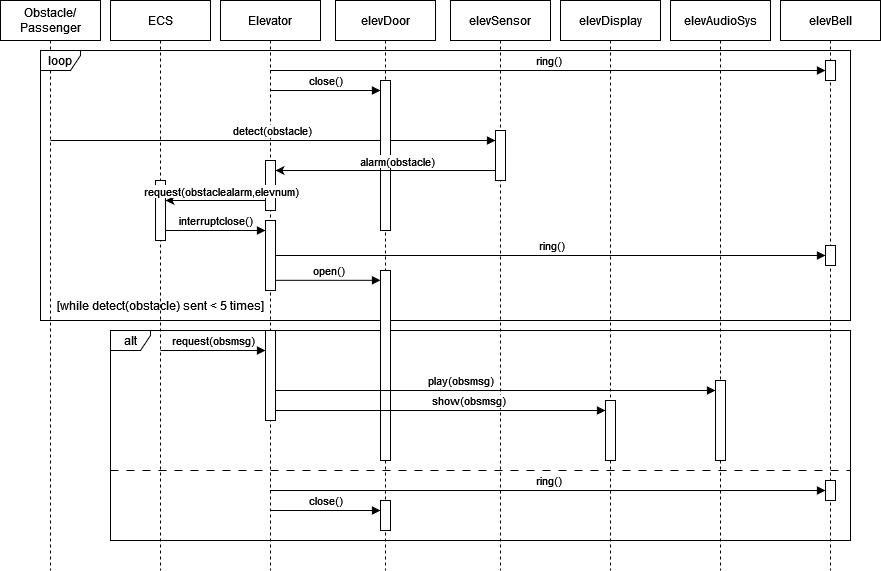 Obstacle/
Passenger
ECS
Elevator
elevDoor
elevSensor
elevDisplay
elevAudioSys
elevBell
loop
ring()
close()
detect(obstacle)
alarm(obstacle)
request(obstaclealarm,elevnum)
interruptclose()
ring()
open()
[while detect(obstacle) sent < 5 times]
alt
request(obsmsg)
play(obsmsg)
show(obsmsg)
ring()
close()